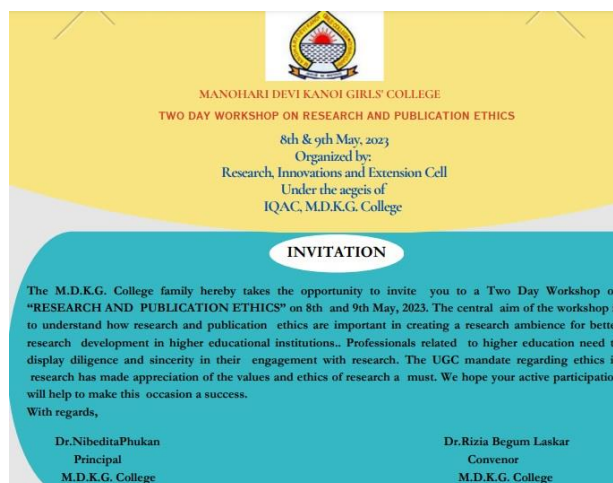 MANOHARI DEVI KANOI GIRLS' COLLEGE
TWO DAY WORKSHOP ON RESEARCH AND PUBLICATION ETHICS
8th & 9th May, 2023
Organized by:
Research, Innovations and Extension Cell
Under the aegeis of
IQAC, M.D.K.G. College
INVITATION
The M.D.K.G. College family hereby takes the opportunity to invite you to a Two Day Workshop
“RESEARCH AND PUBLICATION ETHICS” on 8th and 9th May, 2023. The central aim of the workshop
to understand how research and publication ethics are important in creating a research ambience for
research development in higher educational institutions.. Professionals related to higher education need
display diligence and sincerity in their engagement with research. The UGC mandate regarding ethics
research has made appreciation of the values and ethics of research a must. We hope your active
will help to make this occasion a success.
With regards,
Dr.NibeditaPhukan Dr.Rizia Begum Laskar
Principal Convenor
M.D.K.G. College M.D.K.G. College